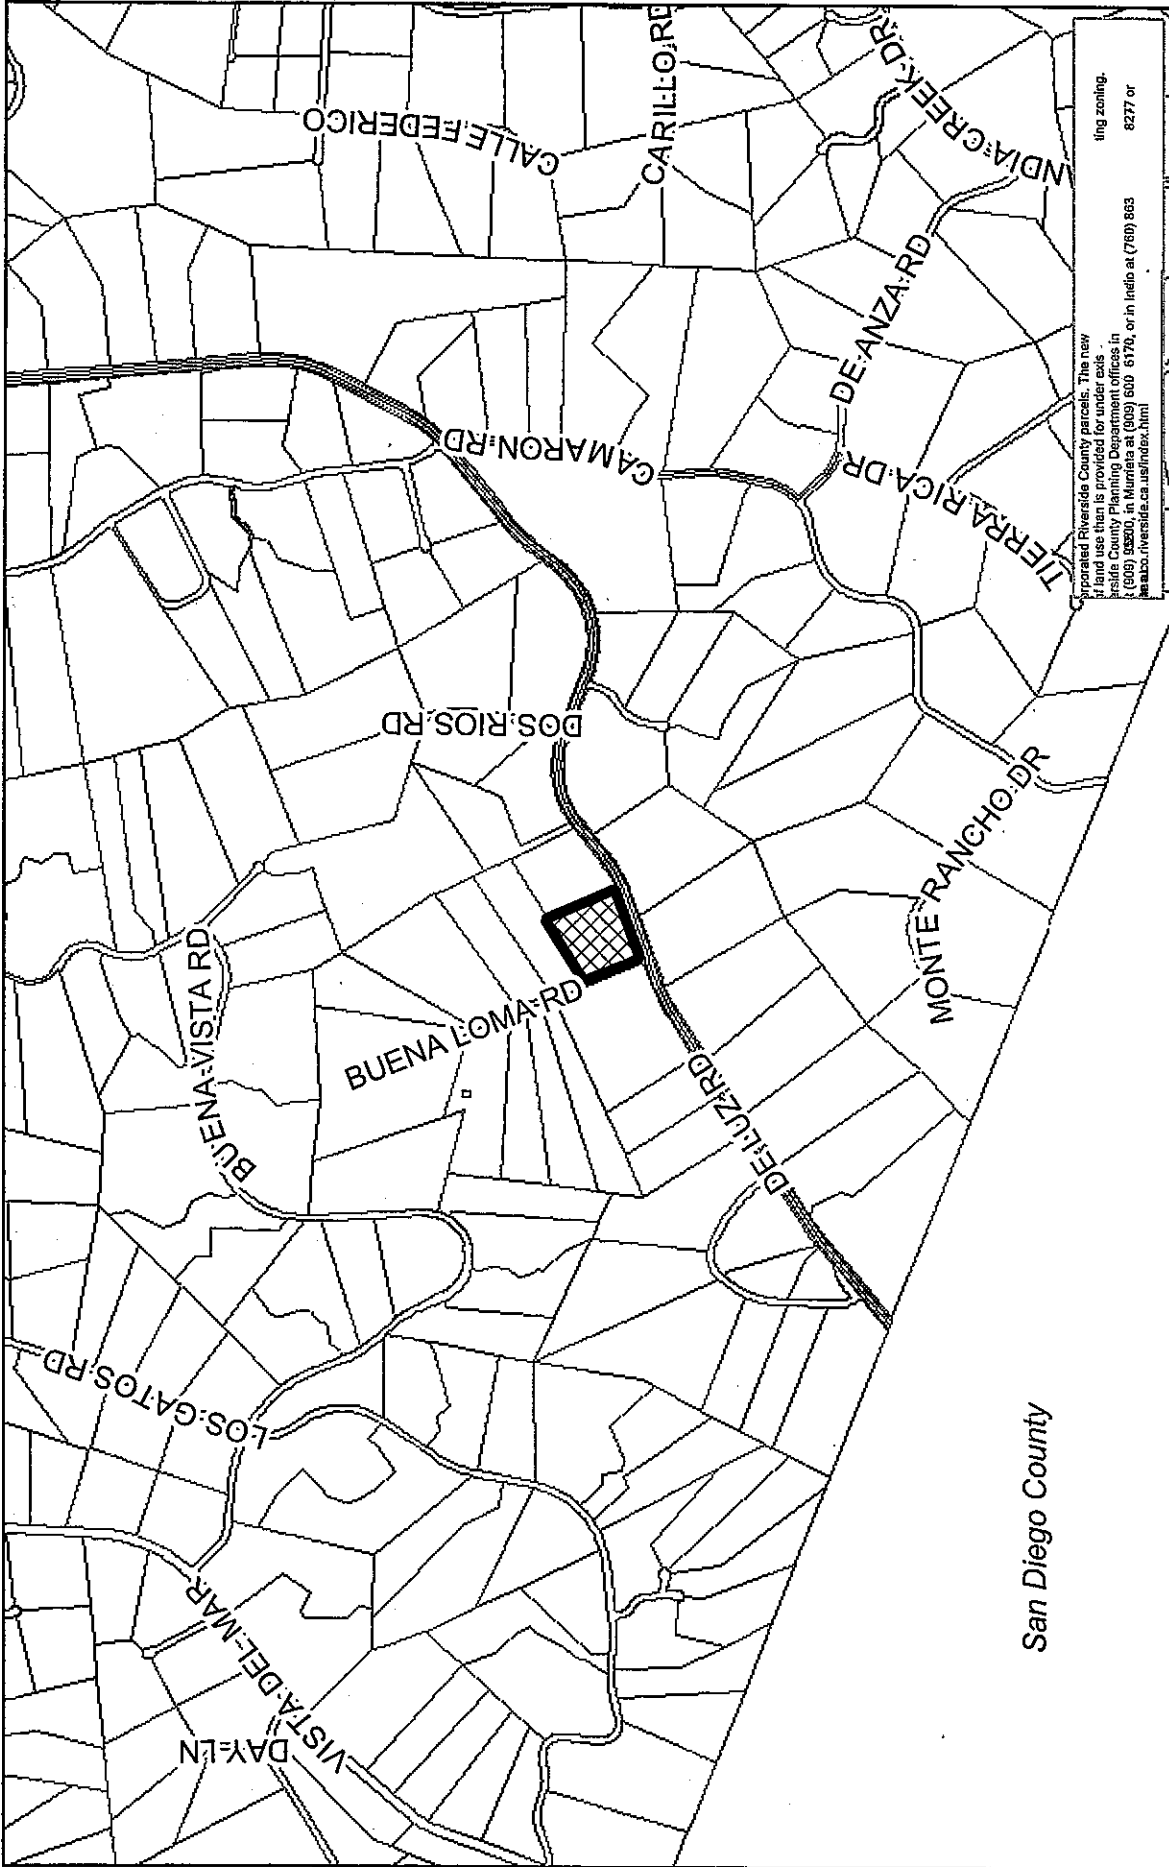 VISTA-DEL-MAR
DAY-LN
LOS-GATOS-RD
BUENA-VISTA RD
BUENA LOMA-RD
DE-LUZ-RD
DOS-RIOS-RD
CAMARON-RD
CALLE-FEDERICO
CARILLO-RD
DE-ANZA-RD
TIERRA-RICA-DR
MONTE-RANCHO-DR
NDIA-CREEK-DR
San Diego County
orporated Riverside County parcels. The new
f land use than is provided for under exis ting zoning.
rside County Planning Department offices in
(909) in Murrieta at (909) 600 6170, or in Indio at (760) 863 8277 or
co.riverside.ca.us/index.html